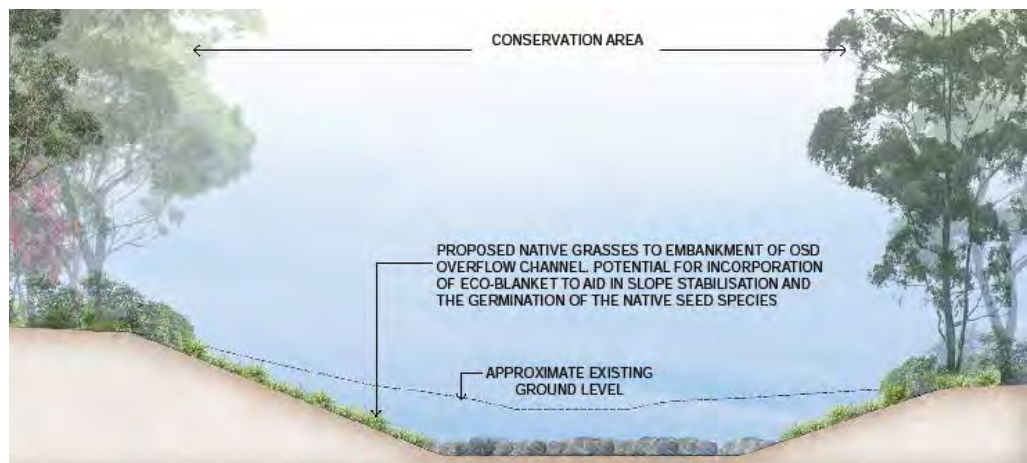 CONSERVATION AREA
PROPOSED NATIVE GRASSES TO EMBANKMENT OF OSD
OVERFLOW CHANNEL. POTENTIAL FOR INCORPORATION
OF ECO-BLANKET TO AID IN SLOPE STABILISATION AND
THE GERMINATION OF THE NATIVE SEED SPECIES
APPROXIMATE EXISTING
GROUND LEVEL